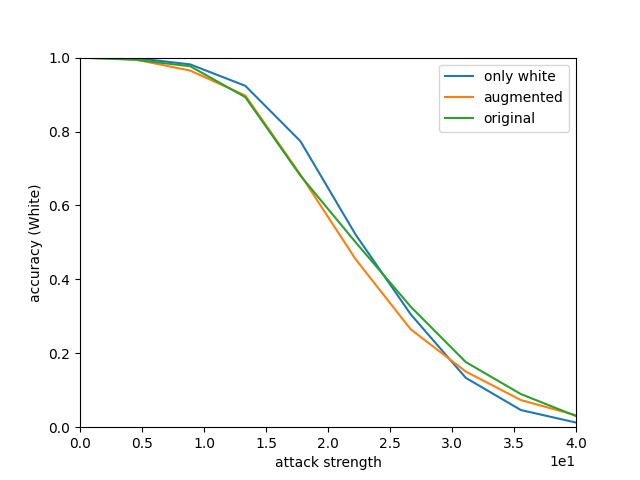 1.0
0.8
0.6
0.4
0.2
0.0
accuracy (White)
only white
augmented
original
0.0 0.5 1.0 1.5 2.0 2.5 3.0 3.5 4.0
1e1
attack strength